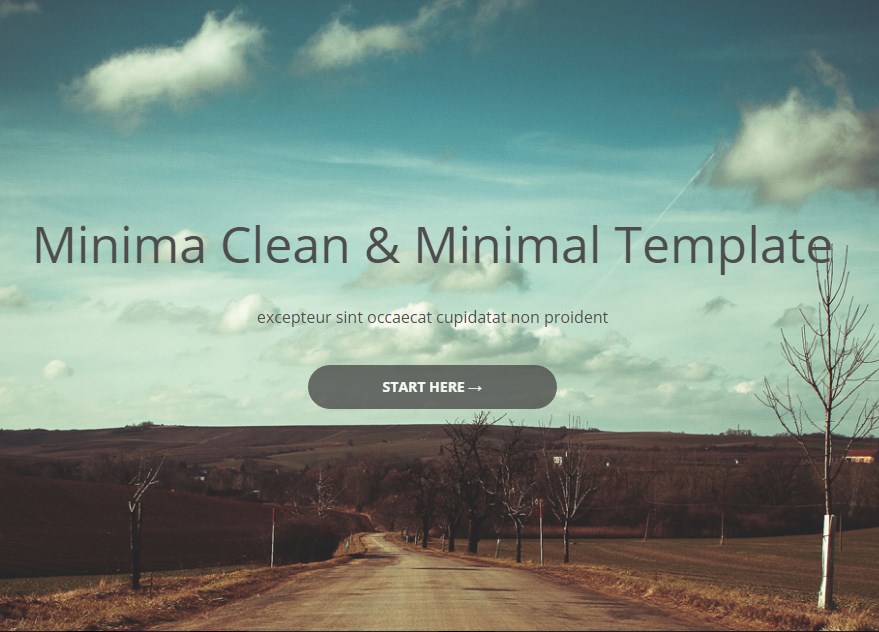 Minima Clean & Minimal Template
excepteur sint occaecat cupidatat non proident
START HERE →